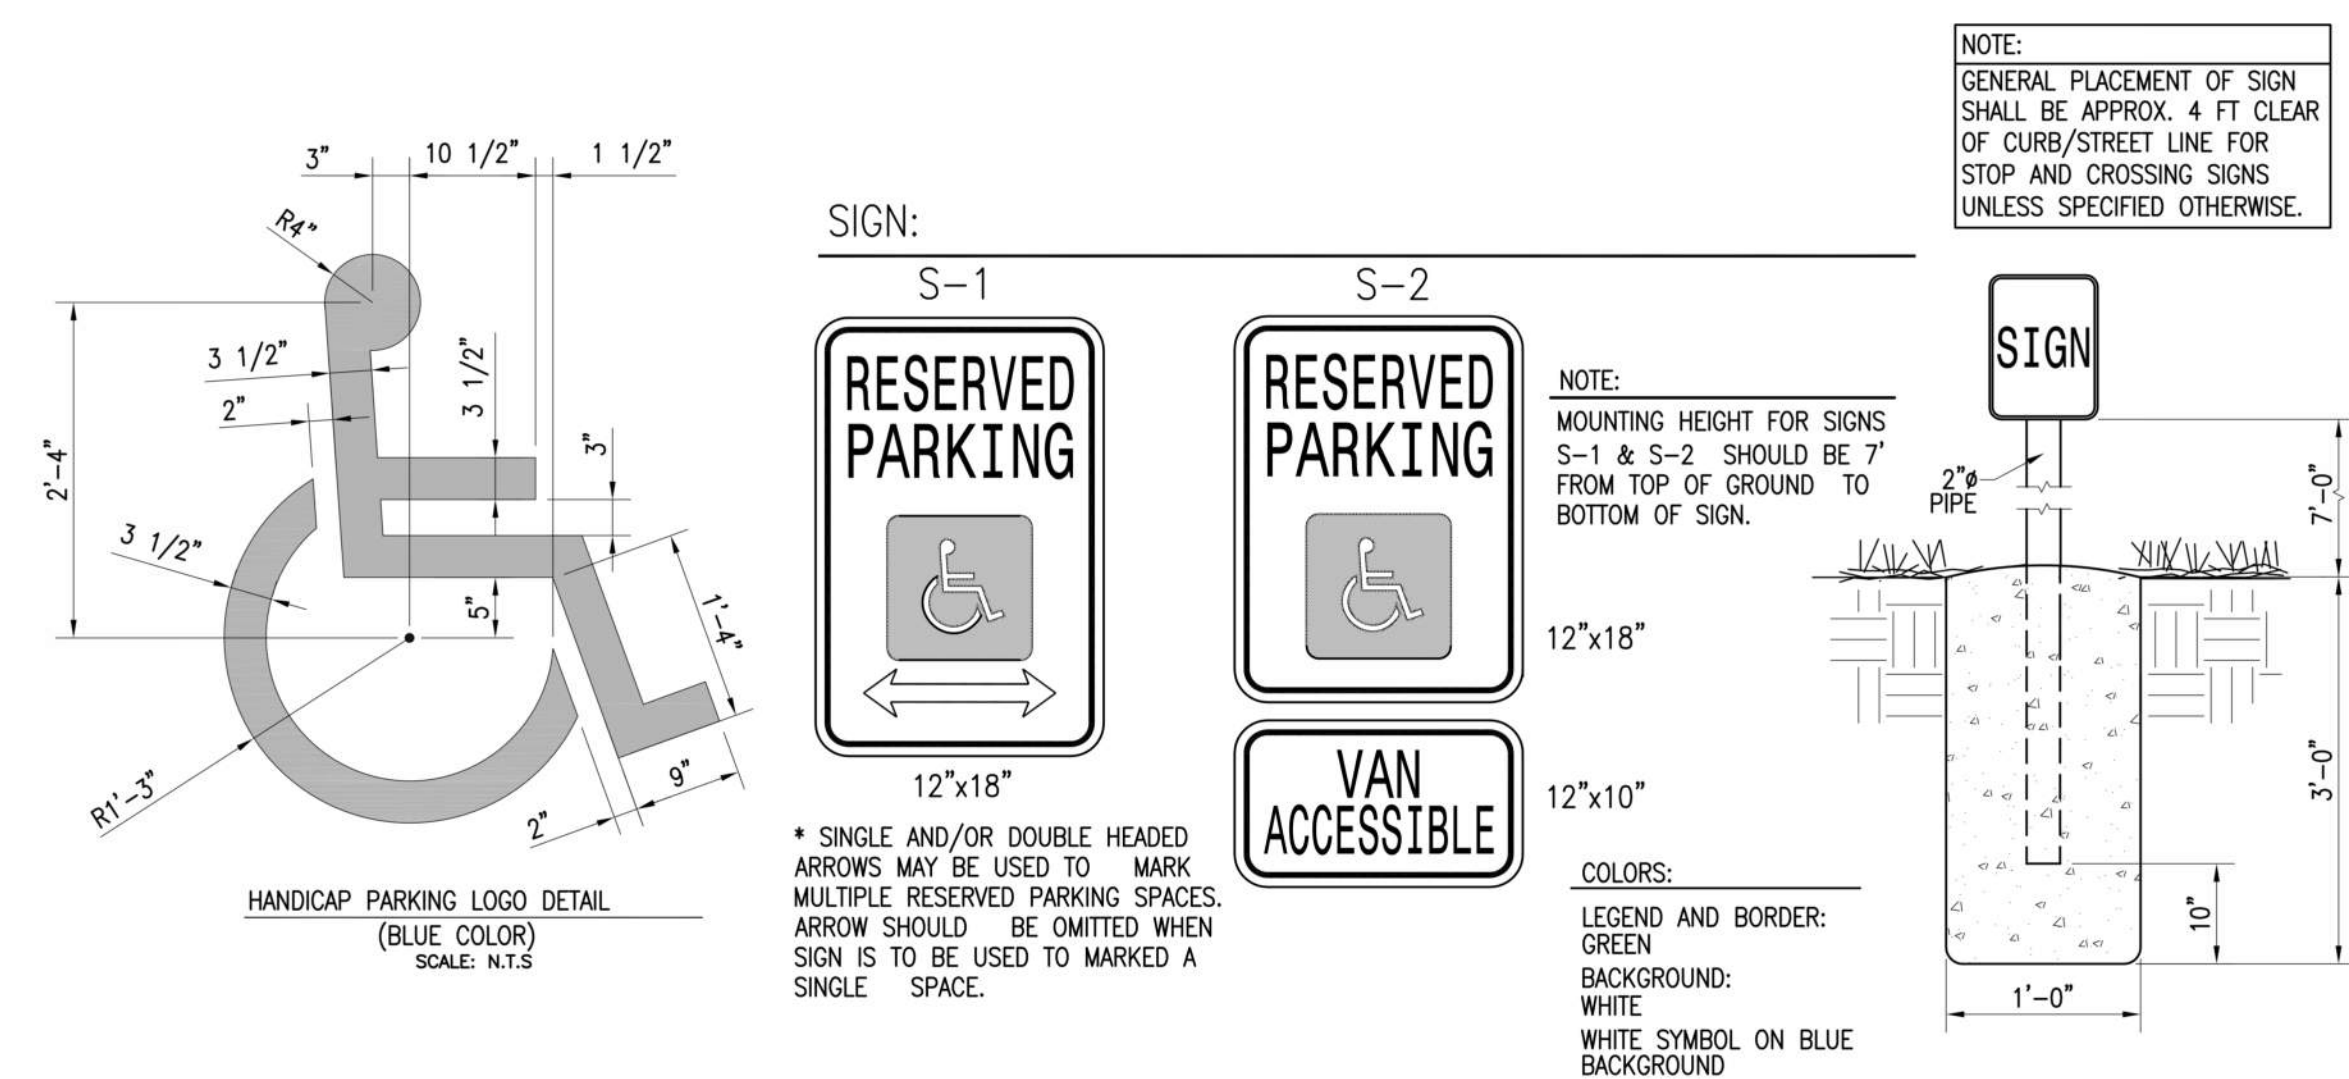 3" 10 1/2" 1 1/2"
R4"
3 1/2"
2"
3 1/2"
3"
2'-4"
3 1/2"
5"
1'-4"
R1'-3"
9"
2"
HANDICAP PARKING LOGO DETAIL
(BLUE COLOR)
SCALE: N.T.S
SIGN:
S-1
RESERVED
PARKING
12"x18"
* SINGLE AND/OR DOUBLE HEADED
ARROWS MAY BE USED TO MARK
MULTIPLE RESERVED PARKING SPACES.
ARROW SHOULD BE OMITTED WHEN
SIGN IS TO BE USED TO MARKED A
SINGLE SPACE.
S-2
RESERVED
PARKING
12"x18"
VAN
ACCESSIBLE
12"x10"
NOTE:
MOUNTING HEIGHT FOR SIGNS
S-1 & S-2 SHOULD BE 7'
FROM TOP OF GROUND TO
BOTTOM OF SIGN.
COLORS:
LEGEND AND BORDER:
GREEN
BACKGROUND:
WHITE
WHITE SYMBOL ON BLUE
BACKGROUND
NOTE:
GENERAL PLACEMENT OF SIGN
SHALL BE APPROX. 4 FT CLEAR
OF CURB/STREET LINE FOR
STOP AND CROSSING SIGNS
UNLESS SPECIFIED OTHERWISE.
SIGN
2"ø
PIPE
7'-0"
3'-0"
10"
1'-0"